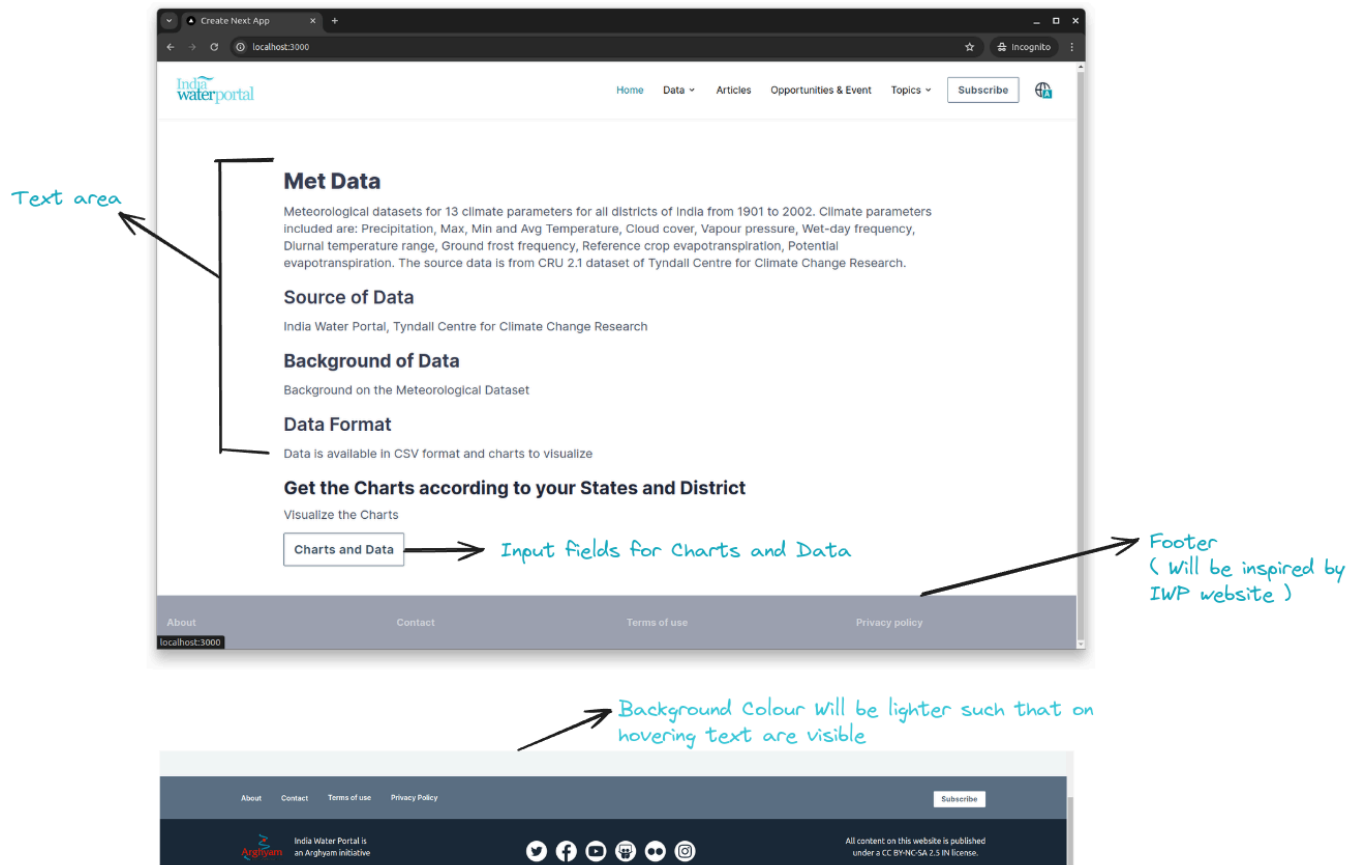 Create Next App
localhost:3000
Incognito
India
waterportal
Home Data Articles Opportunities & Event Topics Subscribe
A
Text area
Met Data
Meteorological datasets for 13 climate parameters for all districts of India from 1901 to 2002. Climate parameters
included are: Precipitation, Max, Min and Avg Temperature, Cloud cover, Vapour pressure, Wet-day frequency,
Diurnal temperature range, Ground frost frequency, Reference crop evapotranspiration, Potential
evapotranspiration. The source data is from CRU 2.1 dataset of Tyndall Centre for Climate Change Research.
Source of Data
India Water Portal, Tyndall Centre for Climate Change Research
Background of Data
Background on the Meteorological Dataset
Data Format
Data is available in CSV format and charts to visualize
Get the Charts according to your States and District
Visualize the Charts
Charts and Data
Input fields for Charts and Data
Footer
( Will be inspired by
IWP website )
About Contact Terms of use Privacy policy
localhost:3000
Background Colour Will be lighter such that on
hovering text are visible
About Contact Terms of use Privacy Policy Subscribe
Arghyam
India Water Portal is
an Arghyam initiative
All content on this website is published
under a CC BY-NC-SA 2.5 IN license.